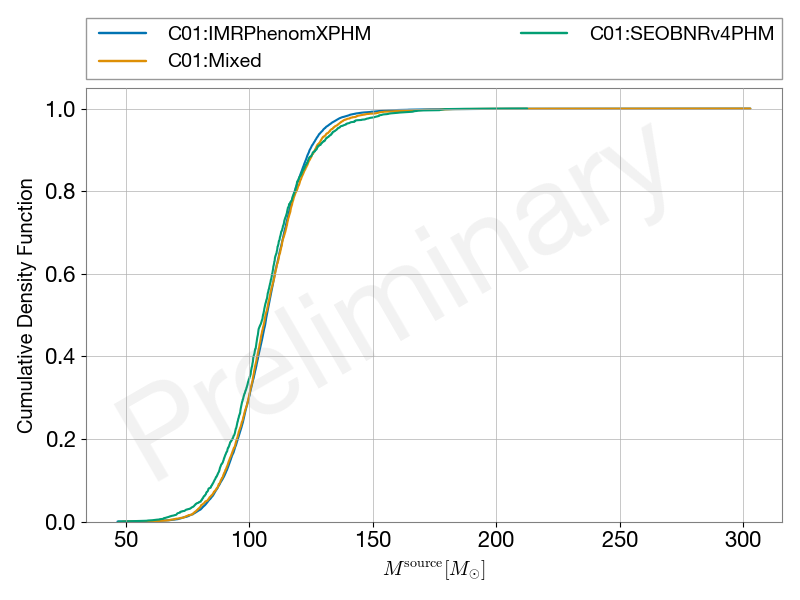 C01:IMRPhenomXPHM
C01:Mixed
C01:SEOBNRv4PHM
Cumulative Density Function
1.0
0.8
0.6
0.4
0.2
0.0
Preliminary
50 100 150 200 250 300
M^source [M_⊙]